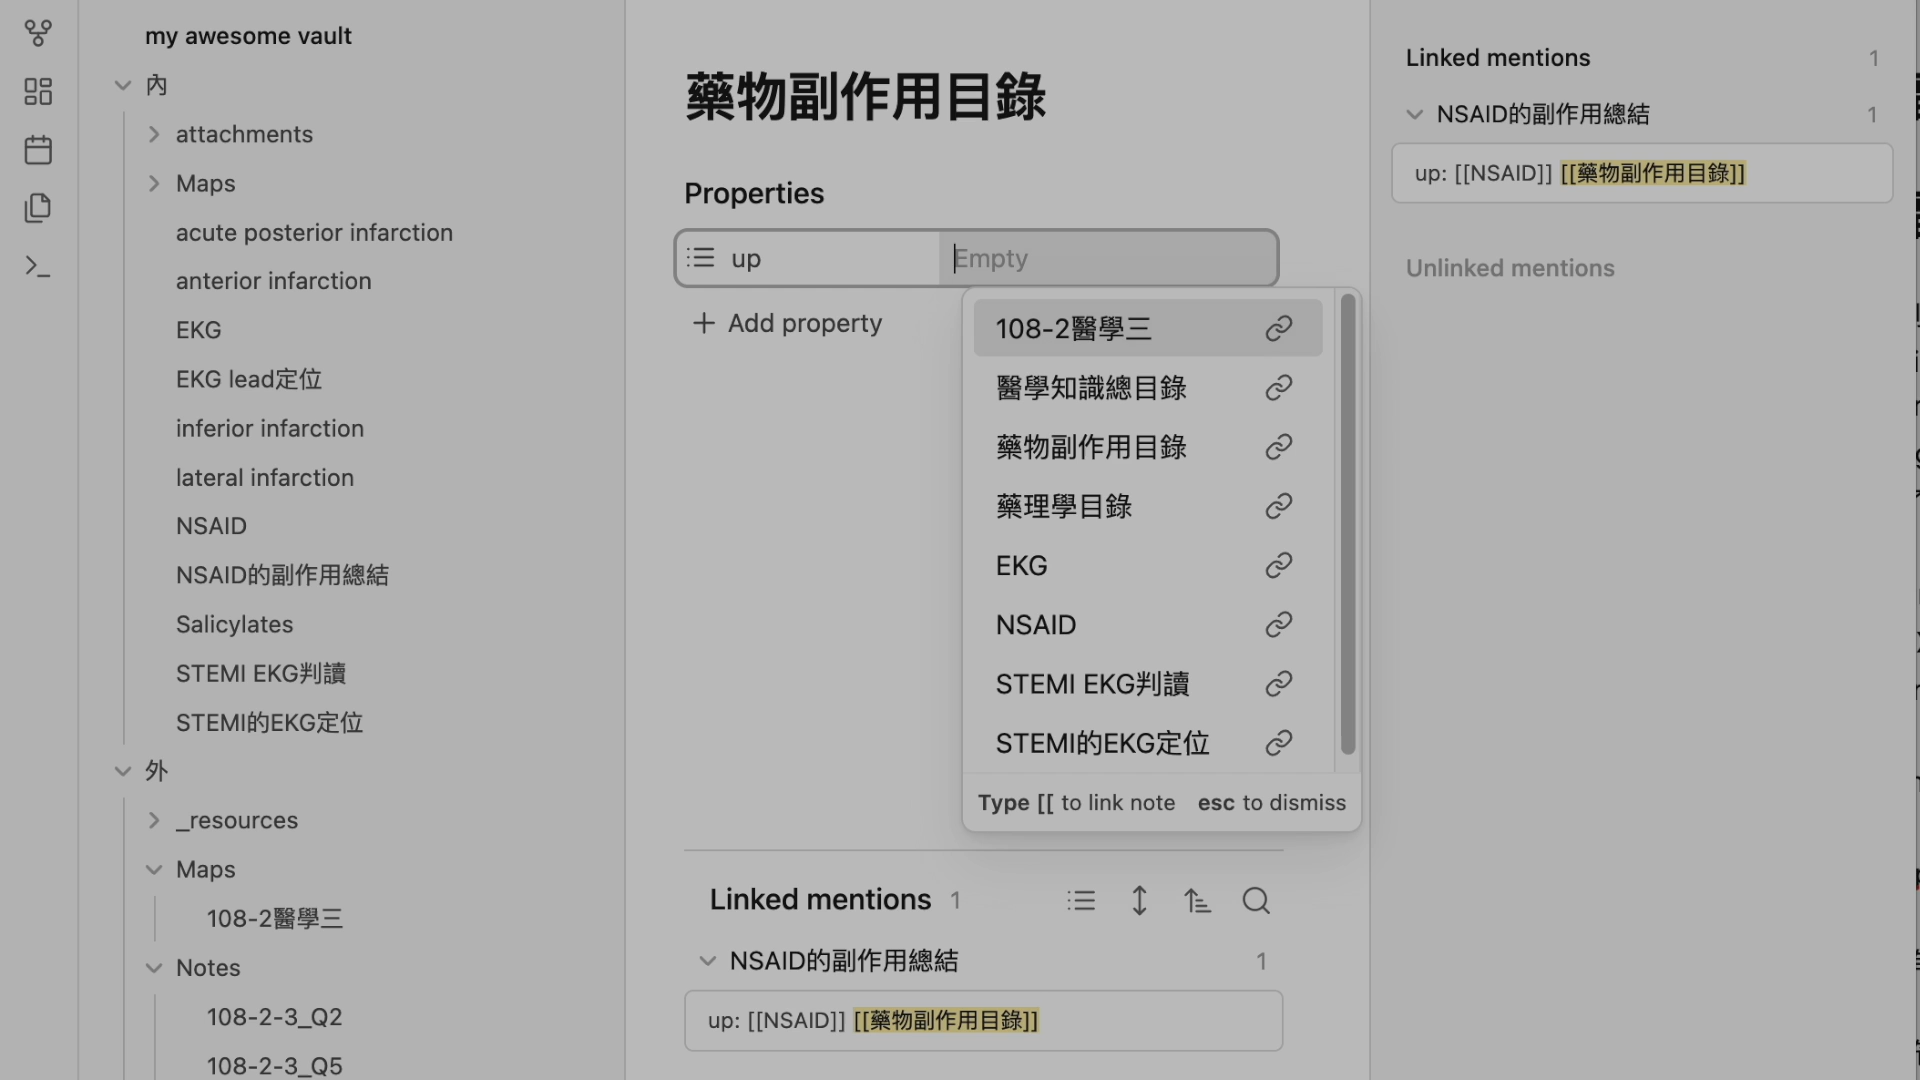 my awesome vault
內
attachments
Maps
acute posterior infarction
anterior infarction
EKG
EKG lead定位
inferior infarction
lateral infarction
NSAID
NSAID的副作用總結
Salicylates
STEMI EKG判讀
STEMI的EKG定位
外
_resources
Maps
108-2醫學三
Notes
108-2-3_Q2
108-2-3_Q5
藥物副作用目錄
Properties
up Empty
Add property
108-2醫學三
醫學知識總目錄
藥物副作用目錄
藥理學目錄
EKG
NSAID
STEMI EKG判讀
STEMI的EKG定位
Type [[ to link note esc to dismiss
Linked mentions 1
NSAID的副作用總結 1
up: [[NSAID]] [[藥物副作用目錄]]
Linked mentions 1
NSAID的副作用總結 1
up: [[NSAID]] [[藥物副作用目錄]]
Unlinked mentions